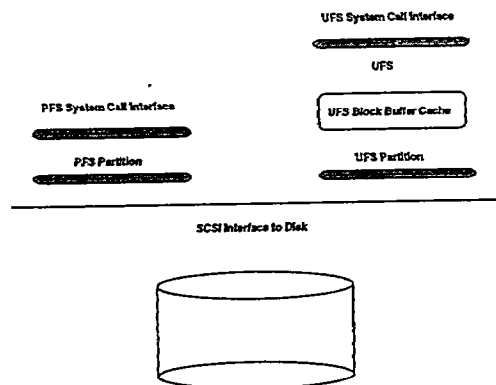 UFS System Call Interface
UFS
PFS System Call Interface
UFS Block Buffer Cache
PFS Partition
UFS Partition
SCSI Interface to Disk